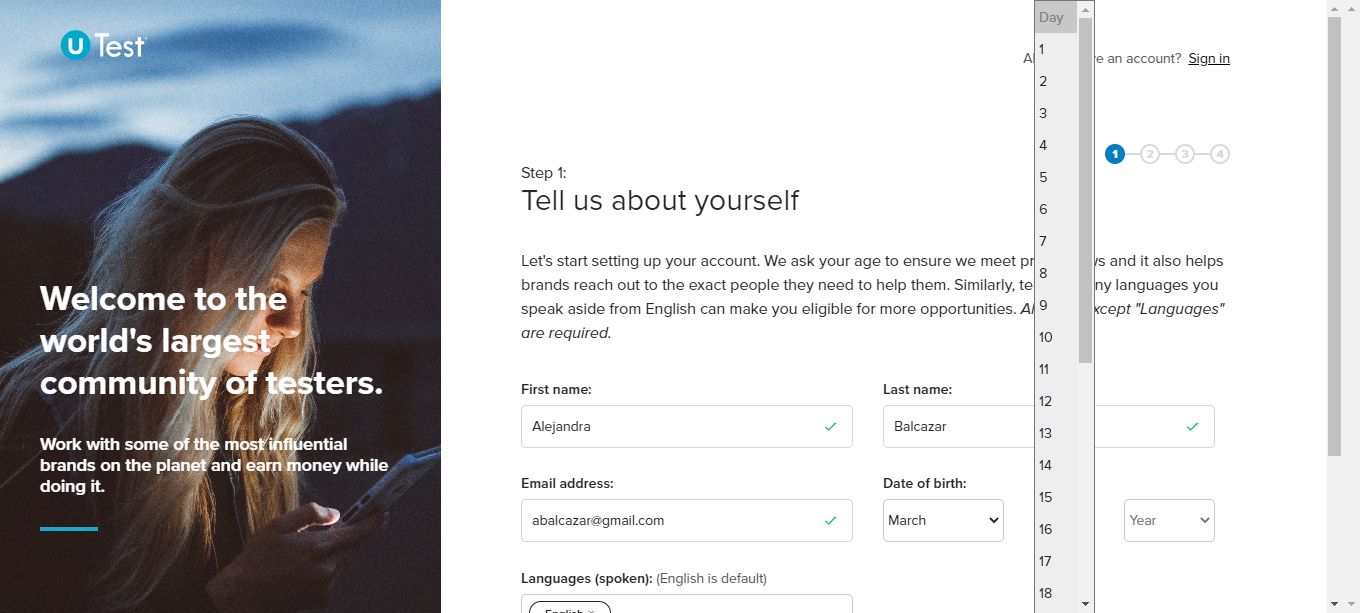 U Test
Welcome to the
world's largest
community of testers.
Work with some of the most influential
brands on the planet and earn money while
doing it.
e an account? Sign in
1 2 3 4
Step 1:
Tell us about yourself
Let's start setting up your account. We ask your age to ensure we meet pr s and it also helps
brands reach out to the exact people they need to help them. Similarly, te ny languages you
speak aside from English can make you eligible for more opportunities. Al xcept "Languages"
are required.
First name:
Last name:
Alejandra
Balcazar
Email address:
Date of birth:
abalcazar@gmail.com
March
Year
Languages (spoken): (English is default)
English ×
Day
1
2
3
4
5
6
7
8
9
10
11
12
13
14
15
16
17
18